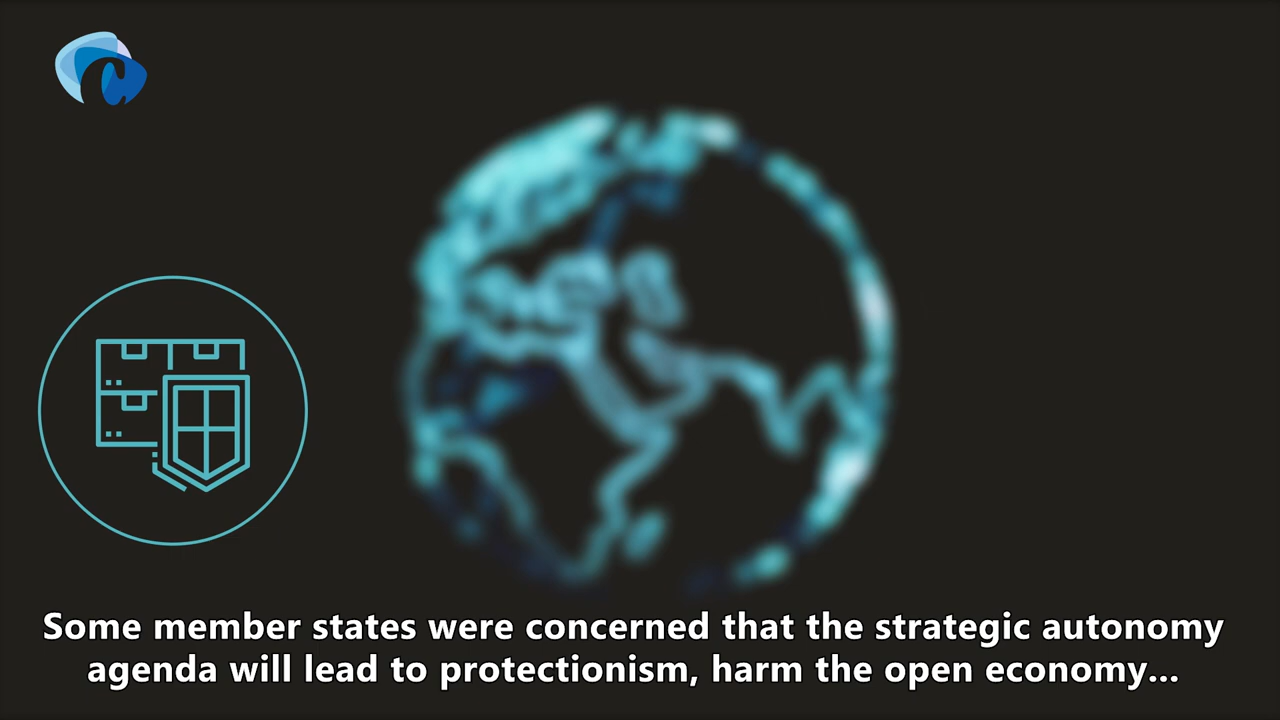 Some member states were concerned that the strategic autonomy
agenda will lead to protectionism, harm the open economy...